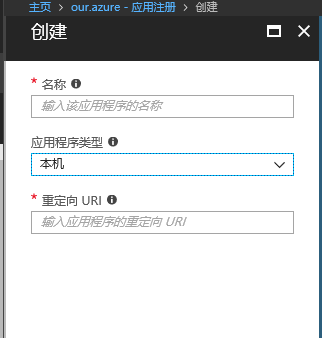 主页 > our.azure - 应用注册 > 创建
创建
* 名称
输入该应用程序的名称
应用程序类型
本机
* 重定向 URI
输入应用程序的重定向 URI